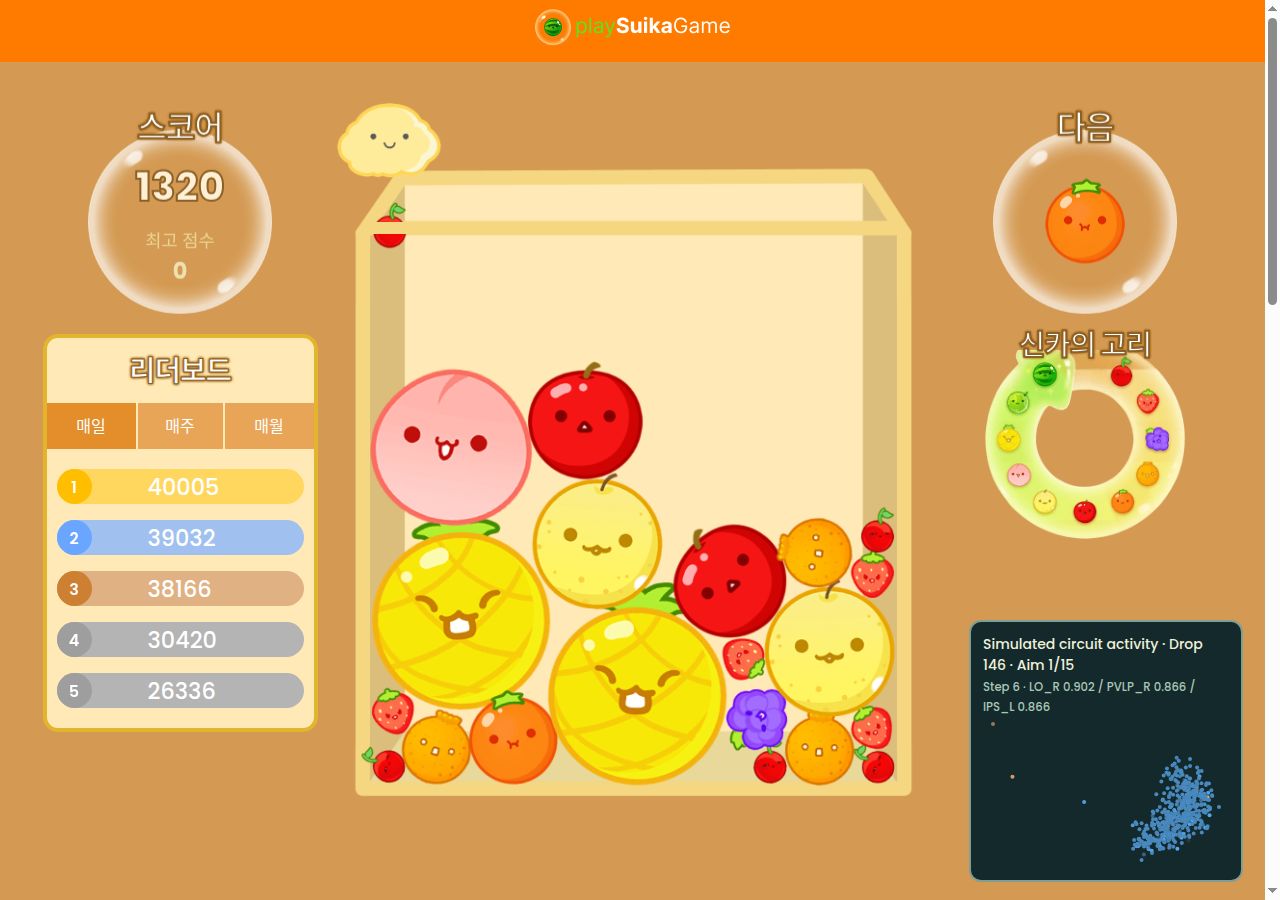 playSuikaGame
스코어
1320
최고 점수
0
다음
리더보드
매일 매주 매월
1 40005
2 39032
3 38166
4 30420
5 26336
신카의 고리
Simulated circuit activity · Drop
146 · Aim 1/15
Step 6 · LO_R 0.902 / PVLP_R 0.866 /
IPS_L 0.866